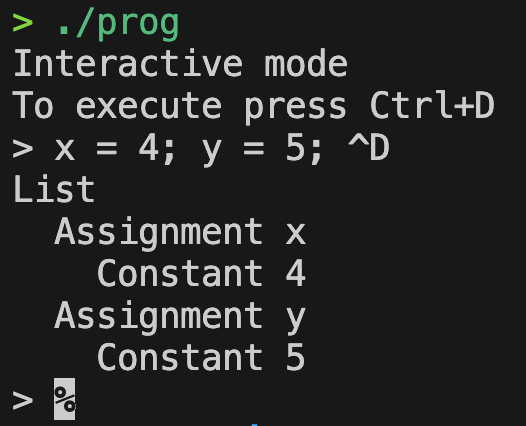 > ./prog
Interactive mode
To execute press Ctrl+D
> x = 4; y = 5; ^D
List
  Assignment x
    Constant 4
  Assignment y
    Constant 5
> %